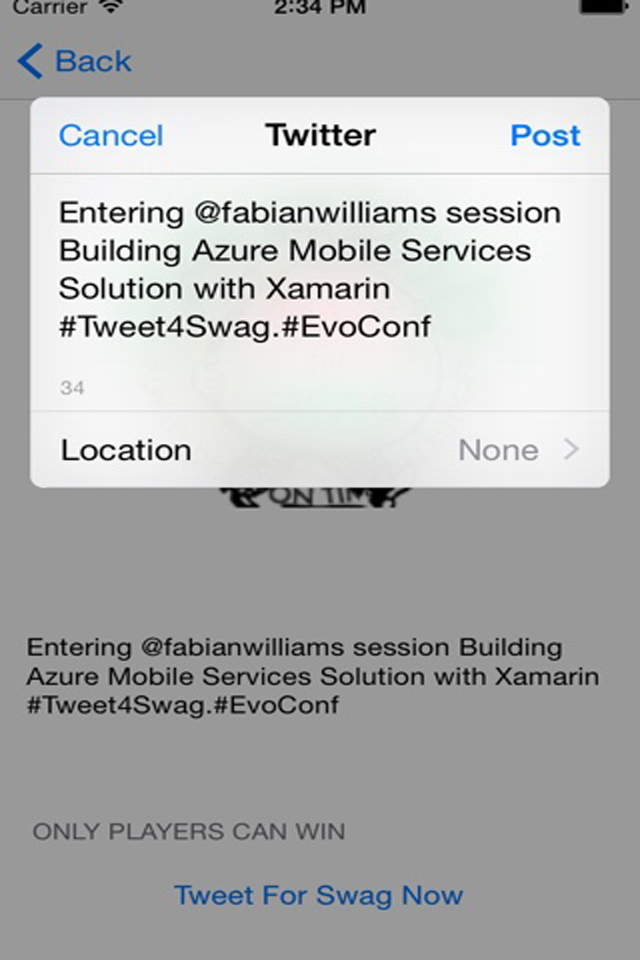 Carrier 2:34 PM
Back
Cancel Twitter Post
Entering @fabianwilliams session
Building Azure Mobile Services
Solution with Xamarin
#Tweet4Swag.#EvoConf
34
Location None
ON TIME
Entering @fabianwilliams session Building
Azure Mobile Services Solution with Xamarin
#Tweet4Swag.#EvoConf
ONLY PLAYERS CAN WIN
Tweet For Swag Now